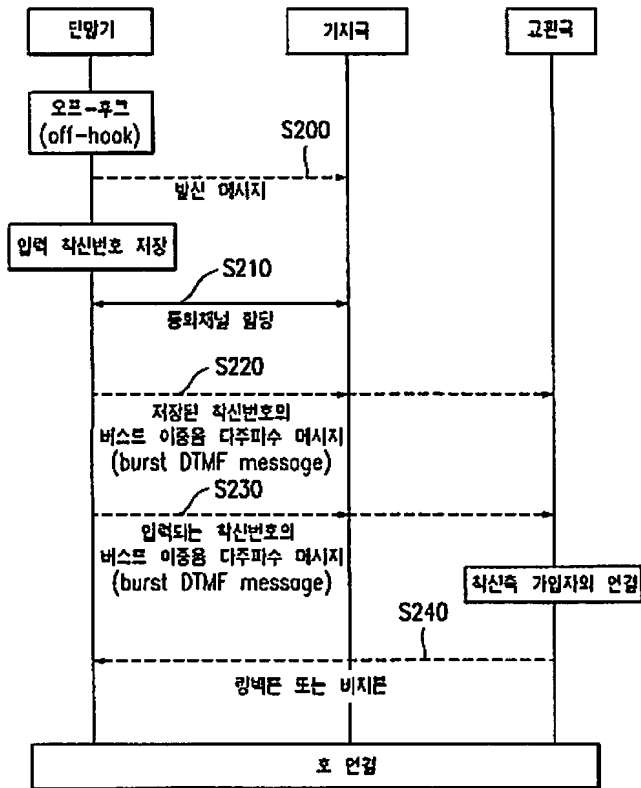 단말기
기지국
교환국
오프-후크
(off-hook)
S200
발신 메시지
입력 착신번호 저장
S210
통화채널 할당
S220
저장된 착신번호의
버스트 이중음 다주파수 메시지
(burst DTMF message)
S230
입력되는 착신번호의
버스트 이중음 다주파수 메시지
(burst DTMF message)
착신측 가입자와 연결
S240
링백톤 또는 비지톤
호 연결